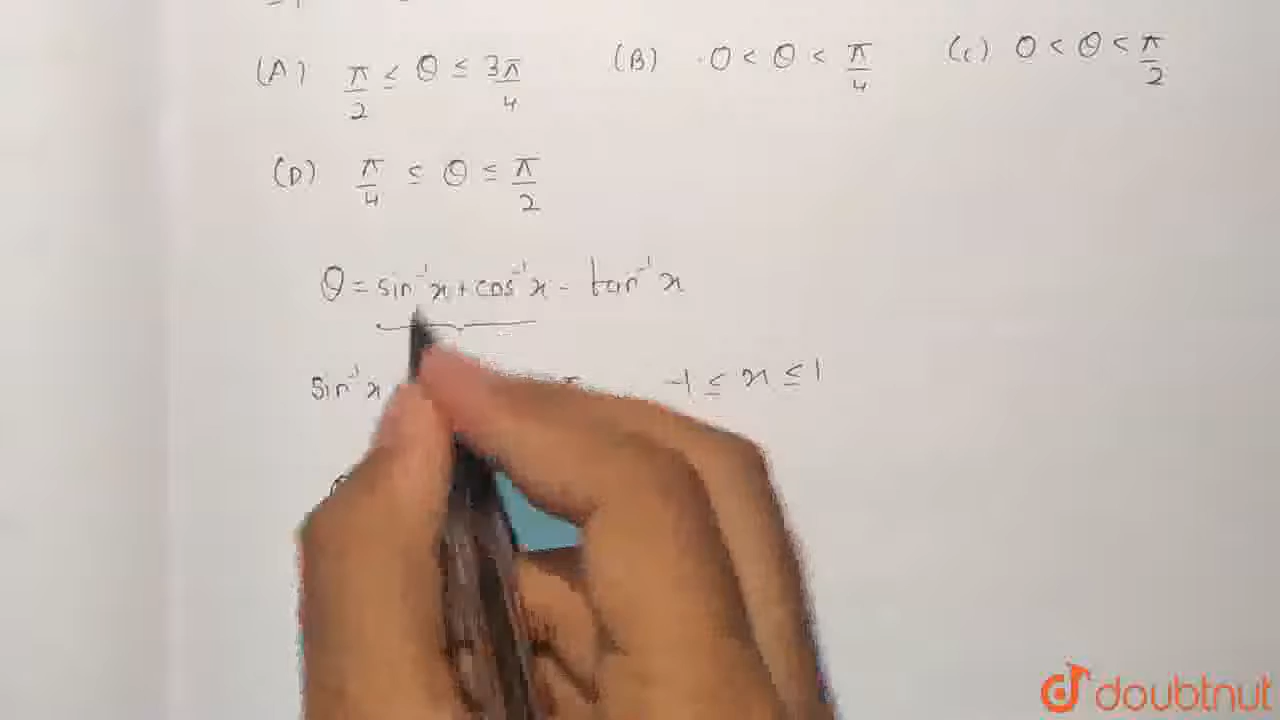 (A) π/2 ≤ θ ≤ 3π/4 (B) 0 < θ < π/4 (C) 0 < θ < π/2
(D) π/4 ≤ θ ≤ π/2
θ = sin⁻¹x + cos⁻¹x - tan⁻¹x
sin⁻¹x -1 ≤ x ≤ 1
doubtnut